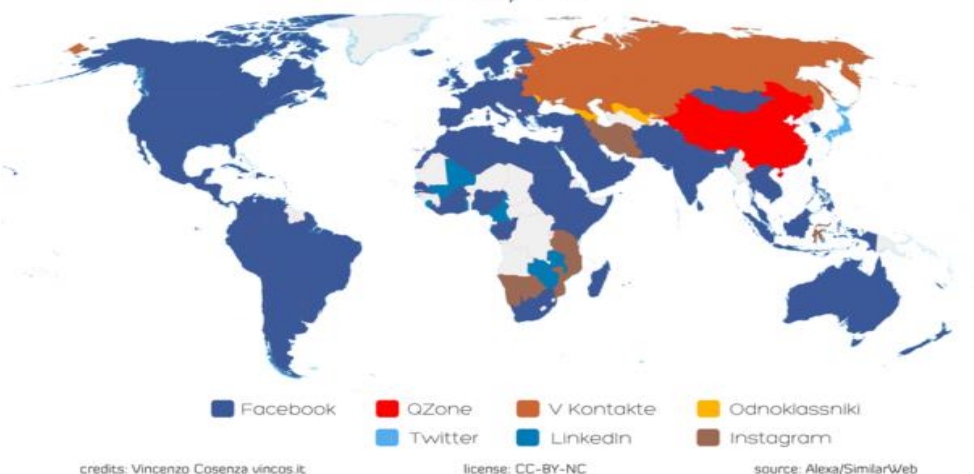 Facebook QZone V Kontakte Odnoklassniki
Twitter LinkedIn Instagram
credits: Vincenzo Cosenza vincos.it license: CC-BY-NC source: Alexa/SimilarWeb